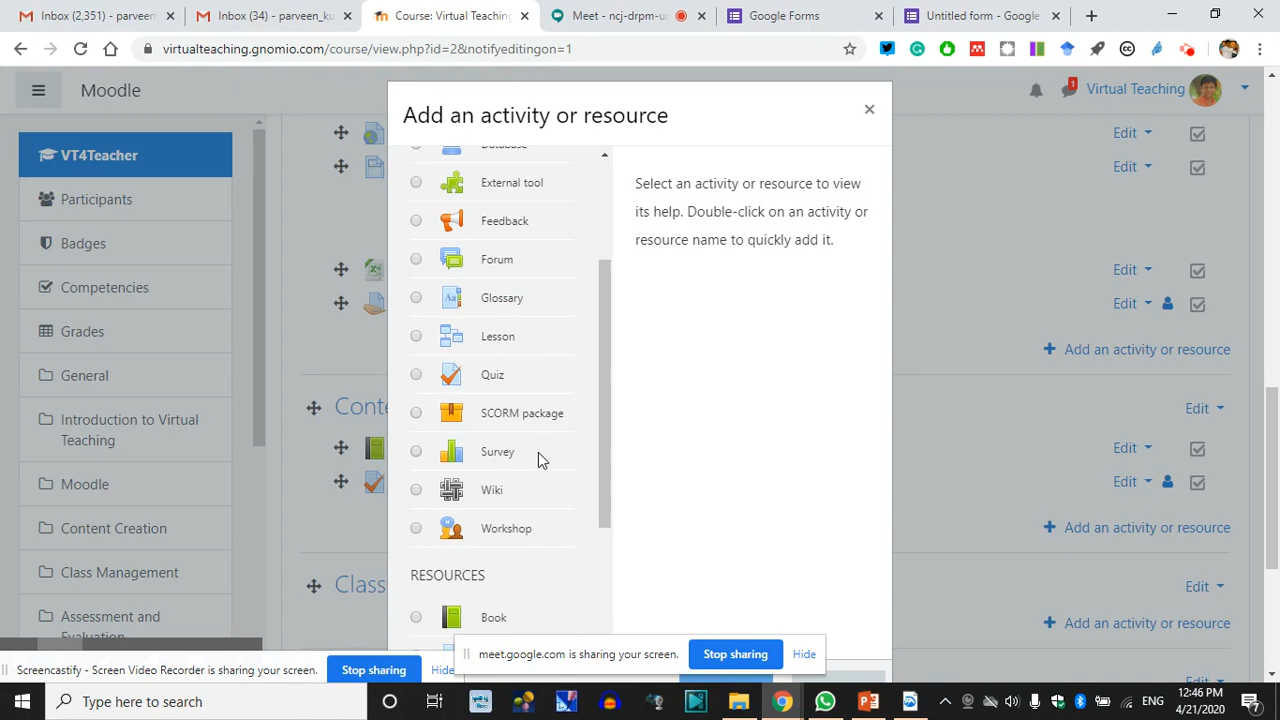 Inbox (2,351) - parveen
Inbox (34) - parveen_ku
Course: Virtual Teaching
Meet - ncj-drpm-un
Google Forms
Untitled form - Google
virtualteaching.gnomio.com/course/view.php?id=2&notifyeditingon=1
Moodle
Virtual Teaching
1
VT4Teacher
Participants
Badges
Competencies
Grades
General
Introduction to Virtual
Teaching
Moodle
Content Creation
Class Management
Assessment and
Evaluation
Add an activity or resource
Database
External tool
Feedback
Forum
Glossary
Lesson
Quiz
SCORM package
Survey
Wiki
Workshop
RESOURCES
Book
Select an activity or resource to view
its help. Double-click on an activity or
resource name to quickly add it.
Edit
Edit
Edit
Edit
Add an activity or resource
Conte
Edit
Edit
Edit
Add an activity or resource
Class
Edit
Add an activity or resource
meet.google.com is sharing your screen.
Stop sharing
Hide
Screencastify - Screen Video Recorder is sharing your screen.
Stop sharing
Hide
Type here to search
ENG
12:46 PM
4/21/2020
7